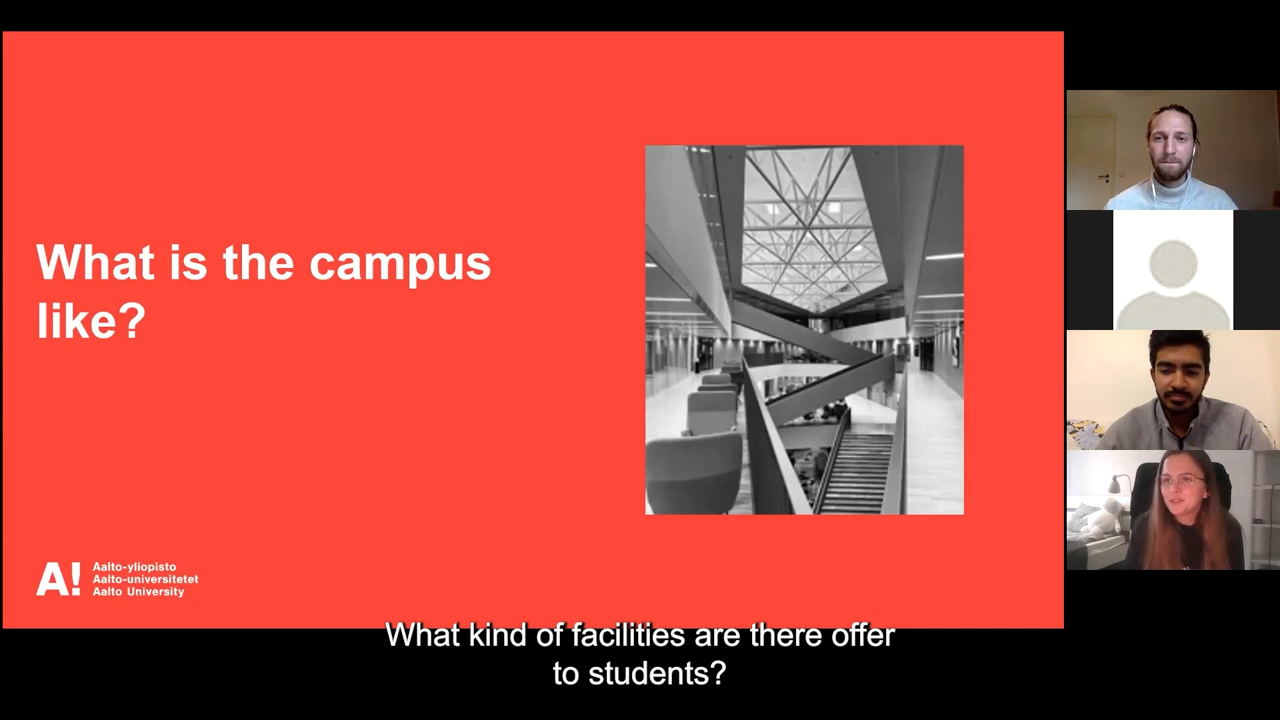 What is the campus
like?
A!
Aalto-yliopisto
Aalto-universitetet
Aalto University
What kind of facilities are there offer
to students?